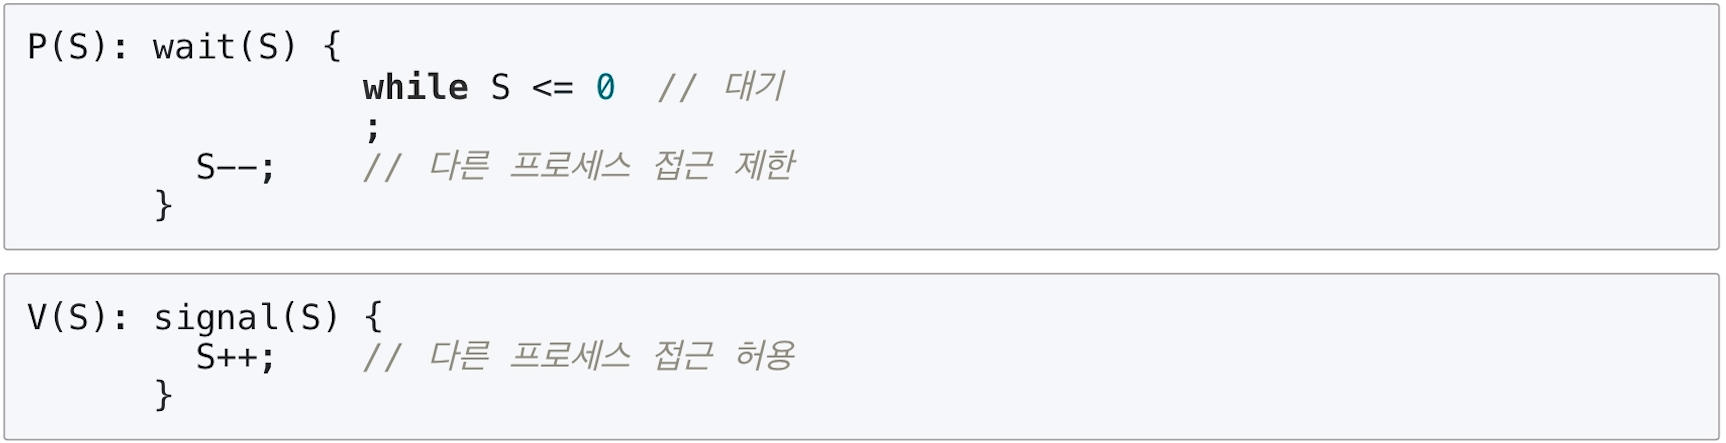 P(S): wait(S) {
while S <= 0 // 대기
;
S--; // 다른 프로세스 접근 제한
}
V(S): signal(S) {
S++; // 다른 프로세스 접근 허용
}